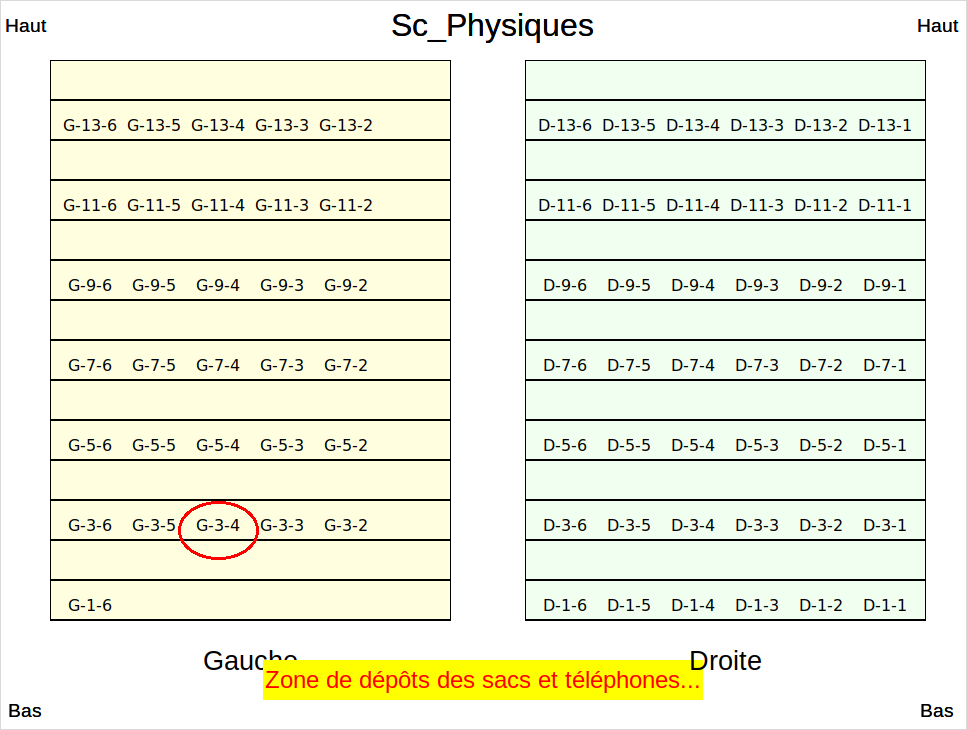 Sc_Physiques
Haut Haut
G-13-6 G-13-5 G-13-4 G-13-3 G-13-2 D-13-6 D-13-5 D-13-4 D-13-3 D-13-2 D-13-1
G-11-6 G-11-5 G-11-4 G-11-3 G-11-2 D-11-6 D-11-5 D-11-4 D-11-3 D-11-2 D-11-1
G-9-6 G-9-5 G-9-4 G-9-3 G-9-2 D-9-6 D-9-5 D-9-4 D-9-3 D-9-2 D-9-1
G-7-6 G-7-5 G-7-4 G-7-3 G-7-2 D-7-6 D-7-5 D-7-4 D-7-3 D-7-2 D-7-1
G-5-6 G-5-5 G-5-4 G-5-3 G-5-2 D-5-6 D-5-5 D-5-4 D-5-3 D-5-2 D-5-1
G-3-6 G-3-5 G-3-4 G-3-3 G-3-2 D-3-6 D-3-5 D-3-4 D-3-3 D-3-2 D-3-1
G-1-6 D-1-6 D-1-5 D-1-4 D-1-3 D-1-2 D-1-1
Gauche Droite
Zone de dépôts des sacs et téléphones...
Bas Bas